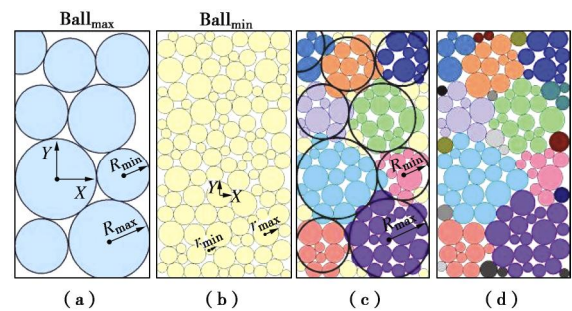 Ball_max Ball_min
Y X R_min R_max
Y X r_min r_max
R_min R_max
(a) (b) (c) (d)